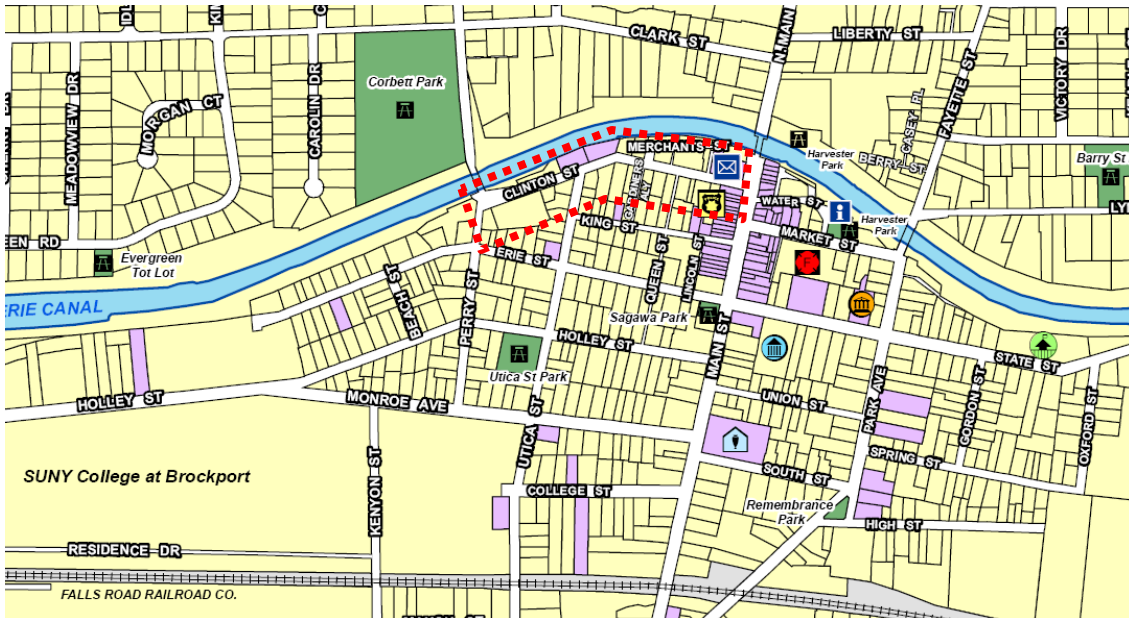 CLARK ST
N MAIN
LIBERTY ST
Corbett Park
MORGAN CT
CAROLIN DR
MEADOWVIEW DR
FAYETTE ST
VICTORY DR
CASEY PL
MERCHANTS ST
Harvester
Park
BERRY ST
Barry St
CLINTON ST
WATER ST
Harvester
Park
LY
KING ST
MARKET ST
EEN RD
Evergreen
Tot Lot
ERIE ST
QUEEN ST
LINCOLN ST
ERIE CANAL
BEACH ST
PERRY ST
Sagawa Park
HOLLEY ST
MAIN ST
STATE ST
Utica St Park
HOLLEY ST
MONROE AVE
UNION ST
PARK AVE
GORDON ST
OXFORD ST
UTICA ST
SUNY College at Brockport
KENYON ST
SOUTH ST
SPRING ST
COLLEGE ST
Remembrance
Park
HIGH ST
RESIDENCE DR
FALLS ROAD RAILROAD CO.
F